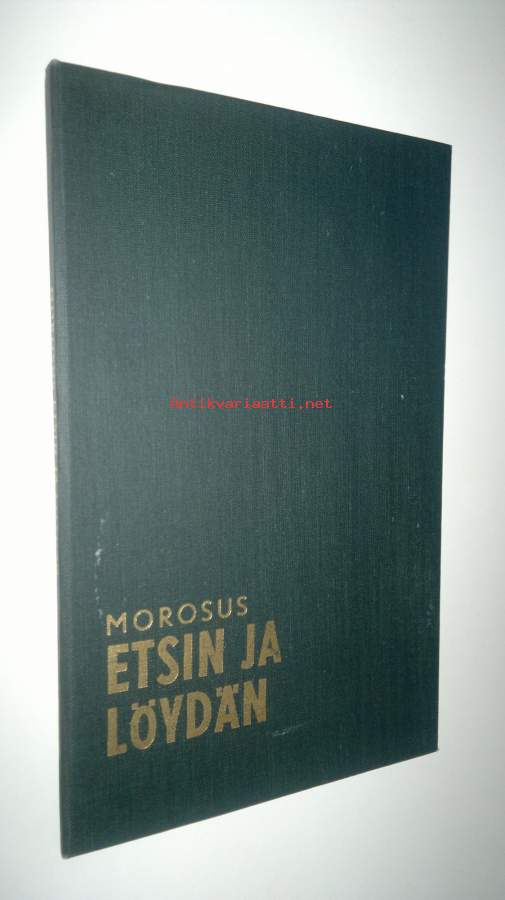 Antikvariaatti.net
MOROSUS
ETSIN JA
LÖYDÄN